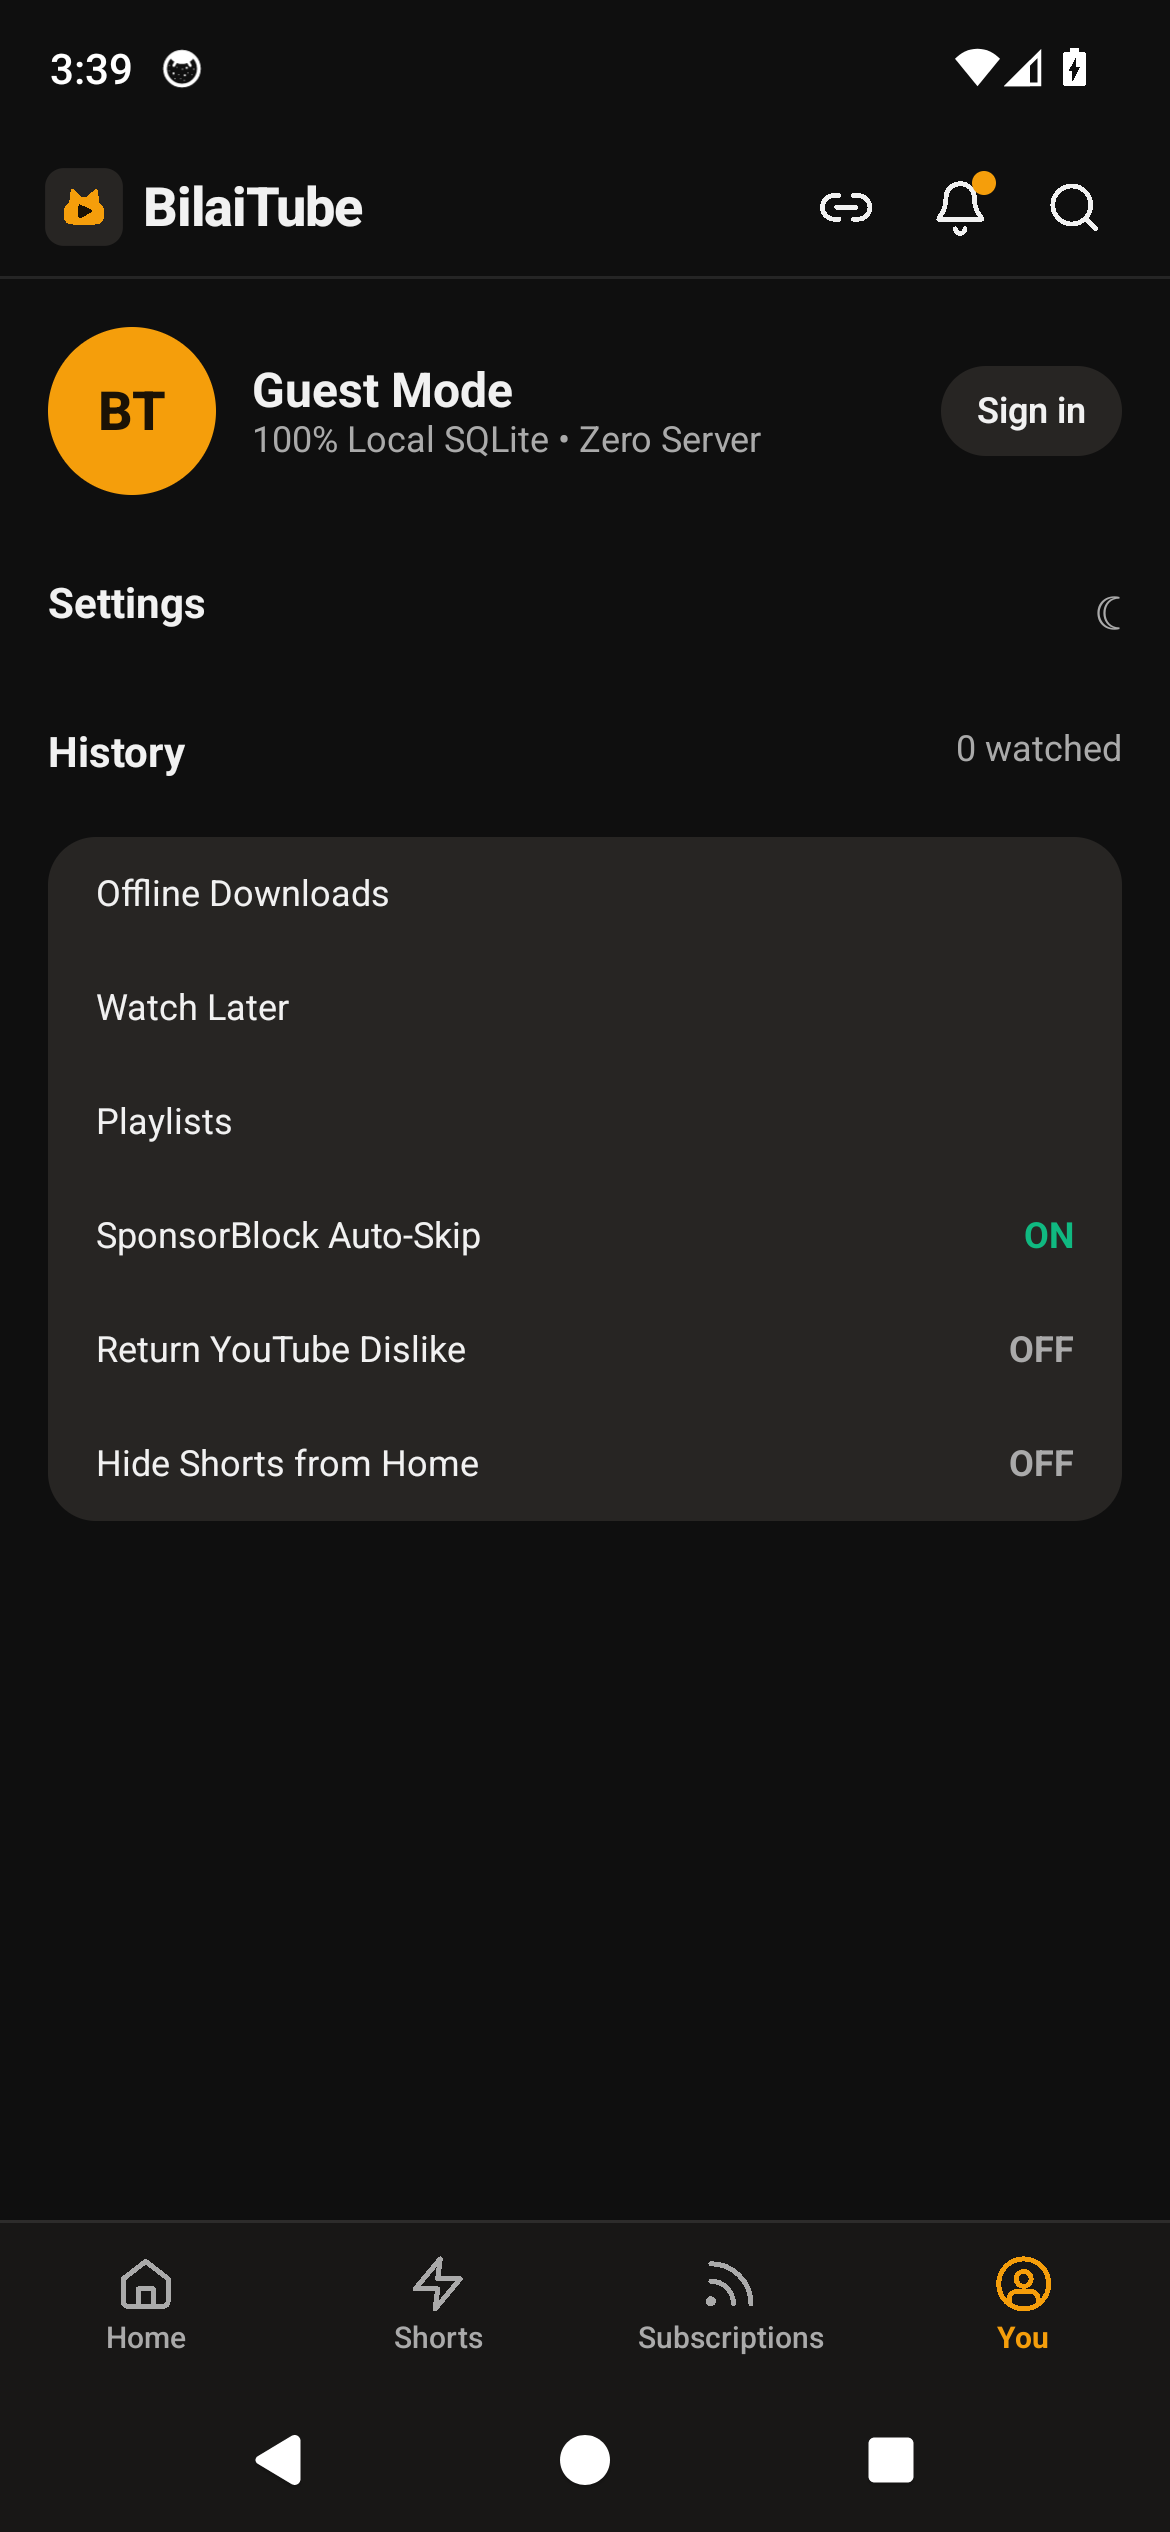 3:39
BilaiTube
BT
Guest Mode
100% Local SQLite • Zero Server
Sign in
Settings
History
0 watched
Offline Downloads
Watch Later
Playlists
SponsorBlock Auto-Skip
ON
Return YouTube Dislike
OFF
Hide Shorts from Home
OFF
Home
Shorts
Subscriptions
You